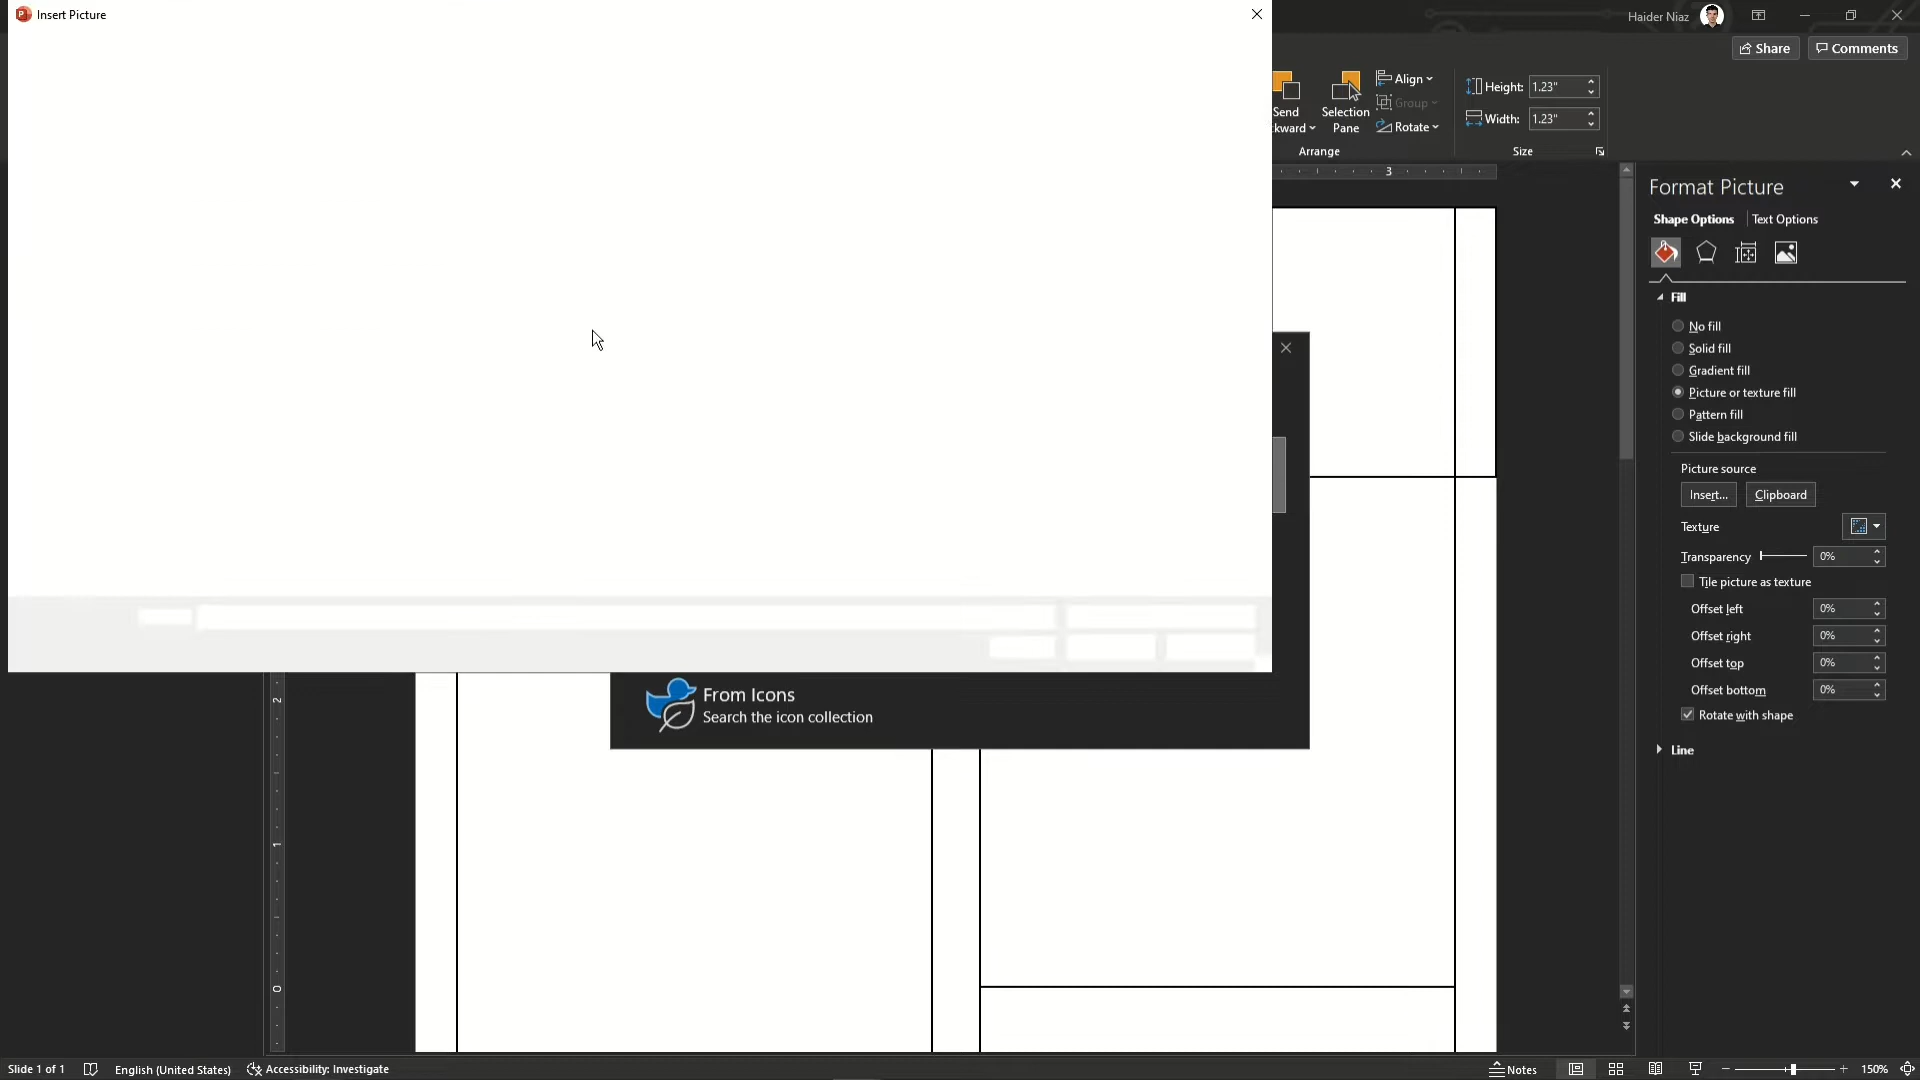 Insert Picture
Haider Niaz
Share
Comments
Send
kward
Selection
Pane
Align
Group
Rotate
Arrange
Height: 1.23"
Width: 1.23"
Size
3
Format Picture
Shape Options
Text Options
Fill
No fill
Solid fill
Gradient fill
Picture or texture fill
Pattern fill
Slide background fill
Picture source
Insert...
Clipboard
Texture
Transparency
0%
Tile picture as texture
Offset left
0%
Offset right
0%
Offset top
0%
Offset bottom
0%
Rotate with shape
Line
From Icons
Search the icon collection
2
1
0
Slide 1 of 1
English (United States)
Accessibility: Investigate
Notes
150%